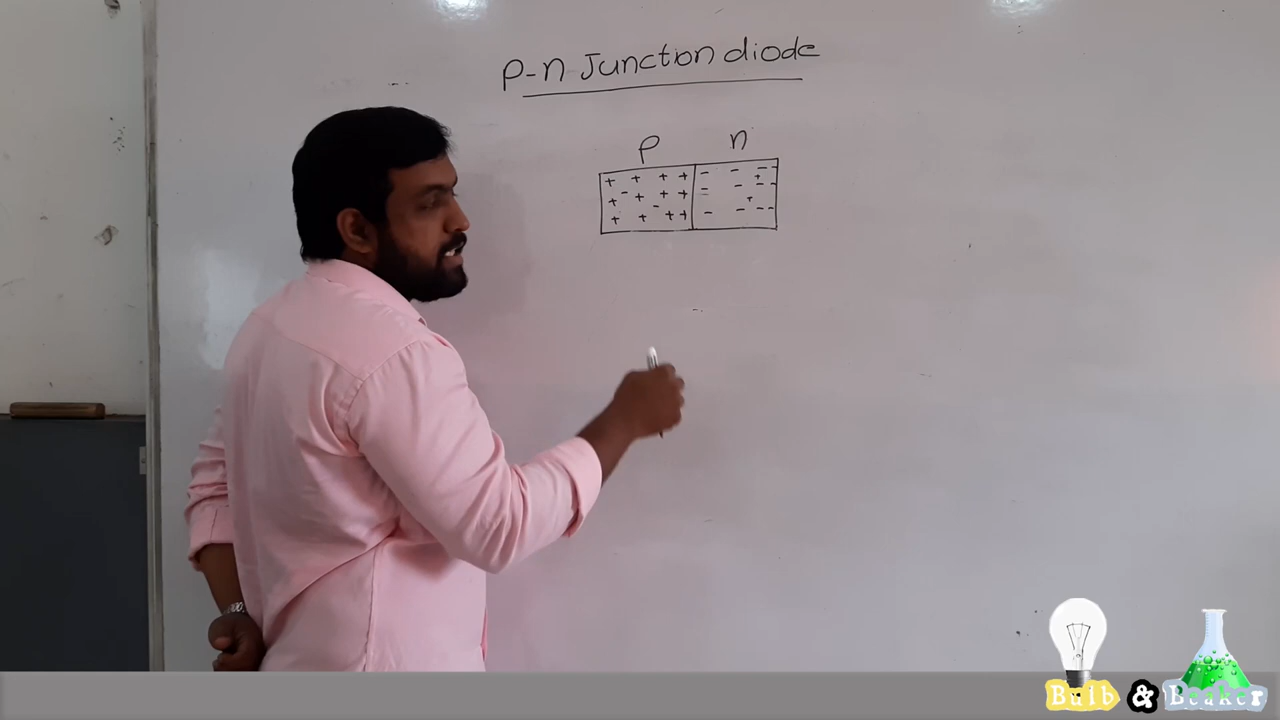 p-n Junction diode
p n
+ + + + - - -
+ - + + + = - + - -
+ + - + + + - - + - -
Bulb & Beaker